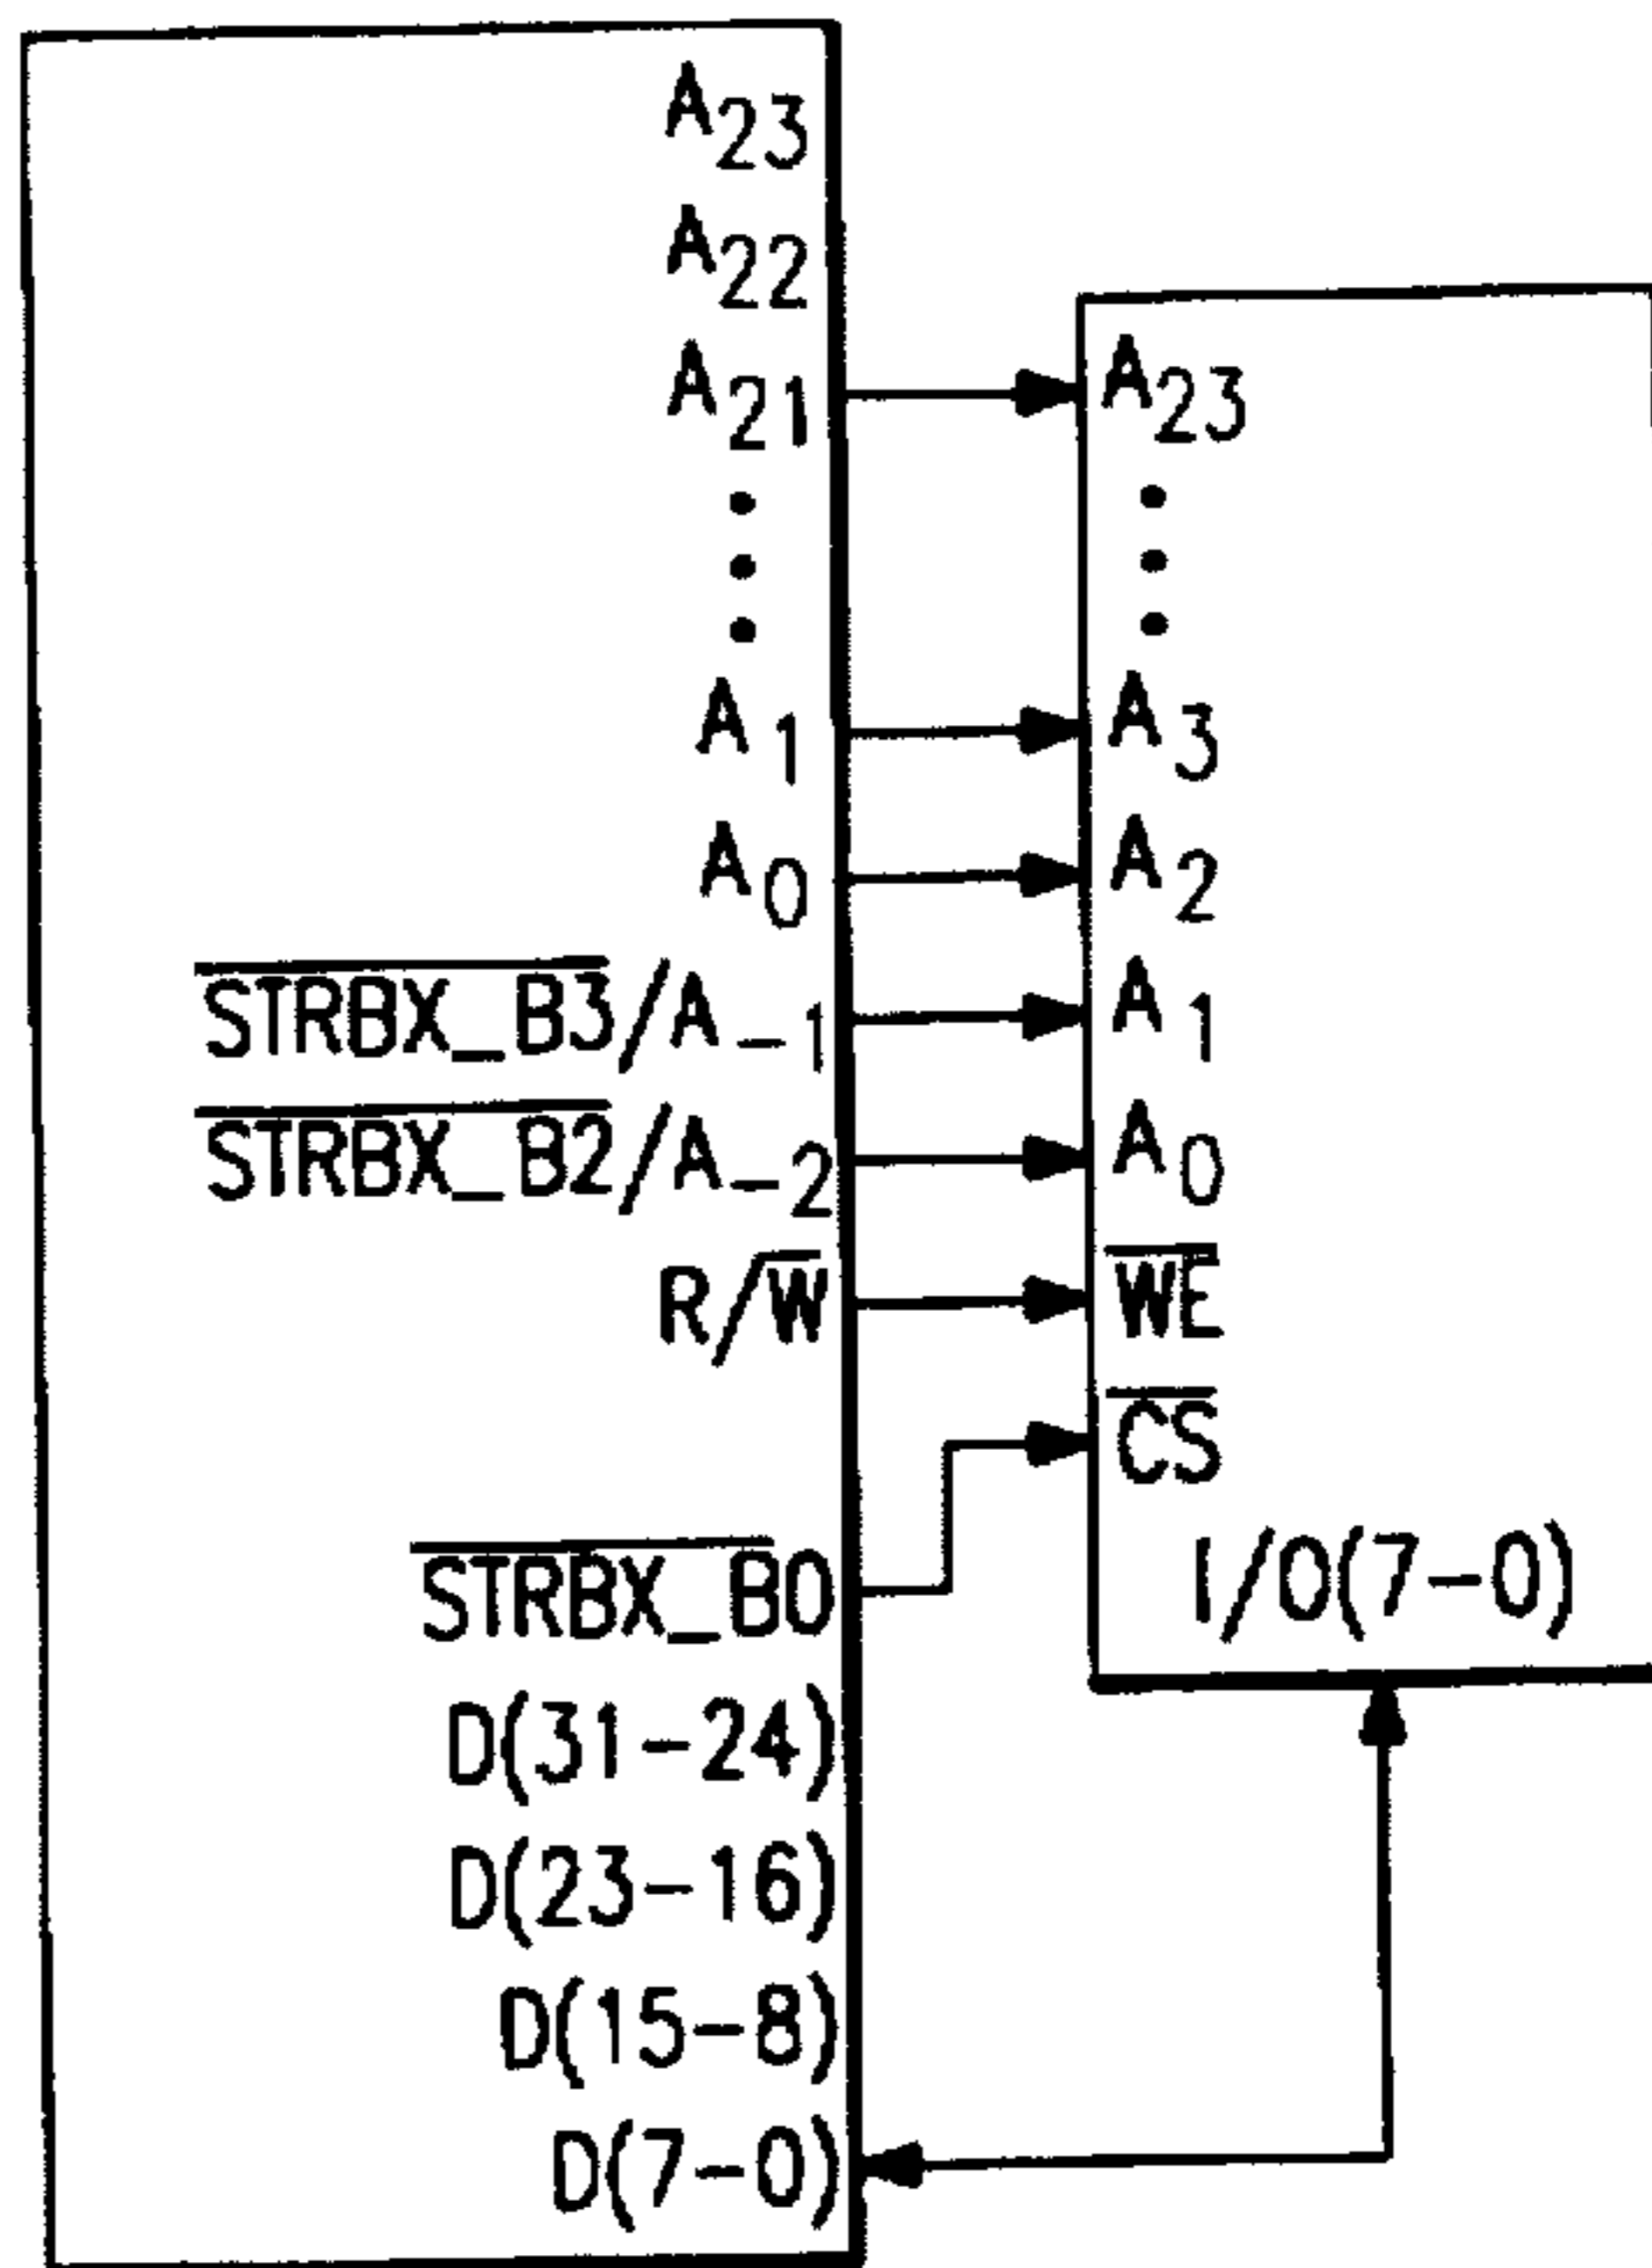 A23
A22
A21 A23
A1 A3
A0 A2
STRBX_B3/A-1 A1
STRBX_B2/A-2 A0
R/W WE
CS
STRBX_B0 I/O(7-0)
D(31-24)
D(23-16)
D(15-8)
D(7-0)